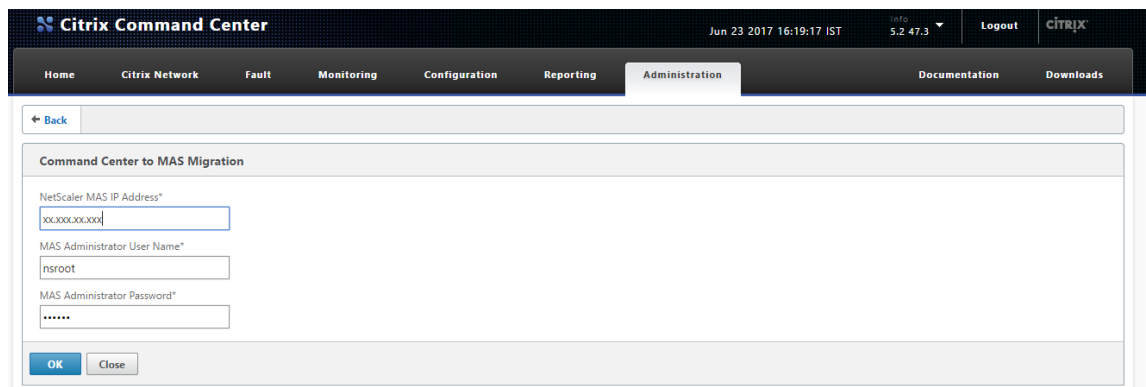 Citrix Command Center
Jun 23 2017 16:19:17 IST
Info
5.2 47.3
Logout
CITRIX
Home Citrix Network Fault Monitoring Configuration Reporting Administration Documentation Downloads
Back
Command Center to MAS Migration
NetScaler MAS IP Address*
xx.xxx.xx.xxx
MAS Administrator User Name*
nsroot
MAS Administrator Password*
••••••
OK Close